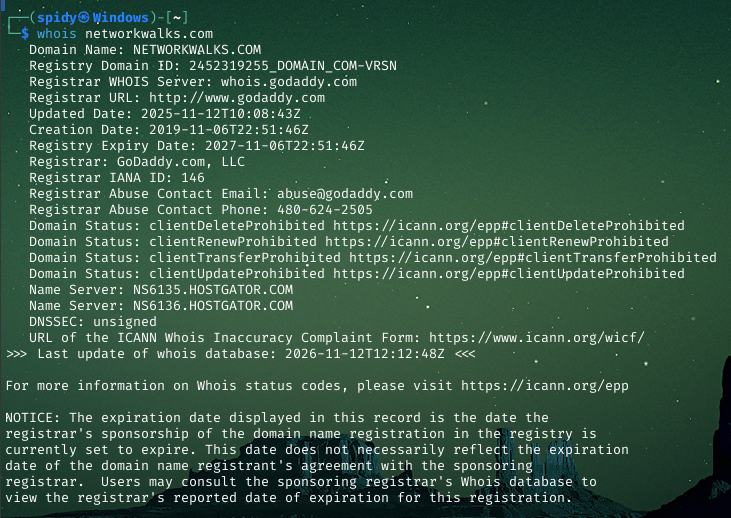 ┌──(spidy㉿Windows)-[~]
└─$ whois networkwalks.com
Domain Name: NETWORKWALKS.COM
Registry Domain ID: 2452319255_DOMAIN_COM-VRSN
Registrar WHOIS Server: whois.godaddy.com
Registrar URL: http://www.godaddy.com
Updated Date: 2025-11-12T10:08:43Z
Creation Date: 2019-11-06T22:51:46Z
Registry Expiry Date: 2027-11-06T22:51:46Z
Registrar: GoDaddy.com, LLC
Registrar IANA ID: 146
Registrar Abuse Contact Email: abuse@godaddy.com
Registrar Abuse Contact Phone: 480-624-2505
Domain Status: clientDeleteProhibited https://icann.org/epp#clientDeleteProhibited
Domain Status: clientRenewProhibited https://icann.org/epp#clientRenewProhibited
Domain Status: clientTransferProhibited https://icann.org/epp#clientTransferProhibited
Domain Status: clientUpdateProhibited https://icann.org/epp#clientUpdateProhibited
Name Server: NS6135.HOSTGATOR.COM
Name Server: NS6136.HOSTGATOR.COM
DNSSEC: unsigned
URL of the ICANN Whois Inaccuracy Complaint Form: https://www.icann.org/wicf/
>>> Last update of whois database: 2026-11-12T12:12:48Z <<<
For more information on Whois status codes, please visit https://icann.org/epp
NOTICE: The expiration date displayed in this record is the date the
registrar's sponsorship of the domain name registration in the registry is
currently set to expire. This date does not necessarily reflect the expiration
date of the domain name registrant's agreement with the sponsoring
registrar.  Users may consult the sponsoring registrar's Whois database to
view the registrar's reported date of expiration for this registration.